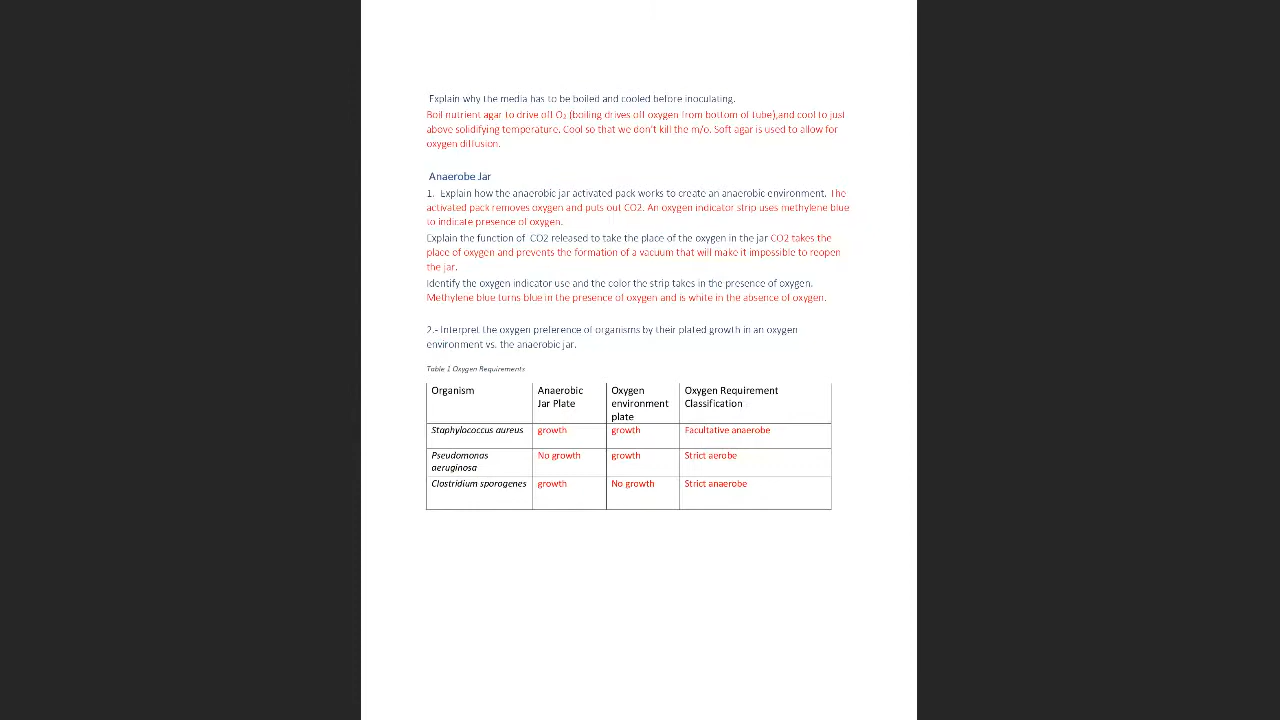 Explain why the media has to be boiled and cooled before inoculating.
Boil nutrient agar to drive off O₂ (boiling drives off oxygen from bottom of tube),and cool to just
above solidifying temperature. Cool so that we don't kill the m/o. Soft agar is used to allow for
oxygen diffusion.
Anaerobe Jar
1. Explain how the anaerobic jar activated pack works to create an anaerobic environment. The
activated pack removes oxygen and puts out CO2. An oxygen indicator strip uses methylene blue
to indicate presence of oxygen.
Explain the function of CO2 released to take the place of the oxygen in the jar CO2 takes the
place of oxygen and prevents the formation of a vacuum that will make it impossible to reopen
the jar.
Identify the oxygen indicator use and the color the strip takes in the presence of oxygen.
Methylene blue turns blue in the presence of oxygen and is white in the absence of oxygen.
2.- Interpret the oxygen preference of organisms by their plated growth in an oxygen
environment vs. the anaerobic jar.
Table 1 Oxygen Requirements
Organism Anaerobic Oxygen Oxygen Requirement
Jar Plate environment Classification
plate
Staphylococcus aureus growth growth Facultative anaerobe
Pseudomonas No growth growth Strict aerobe
aeruginosa
Clostridium sporogenes growth No growth Strict anaerobe